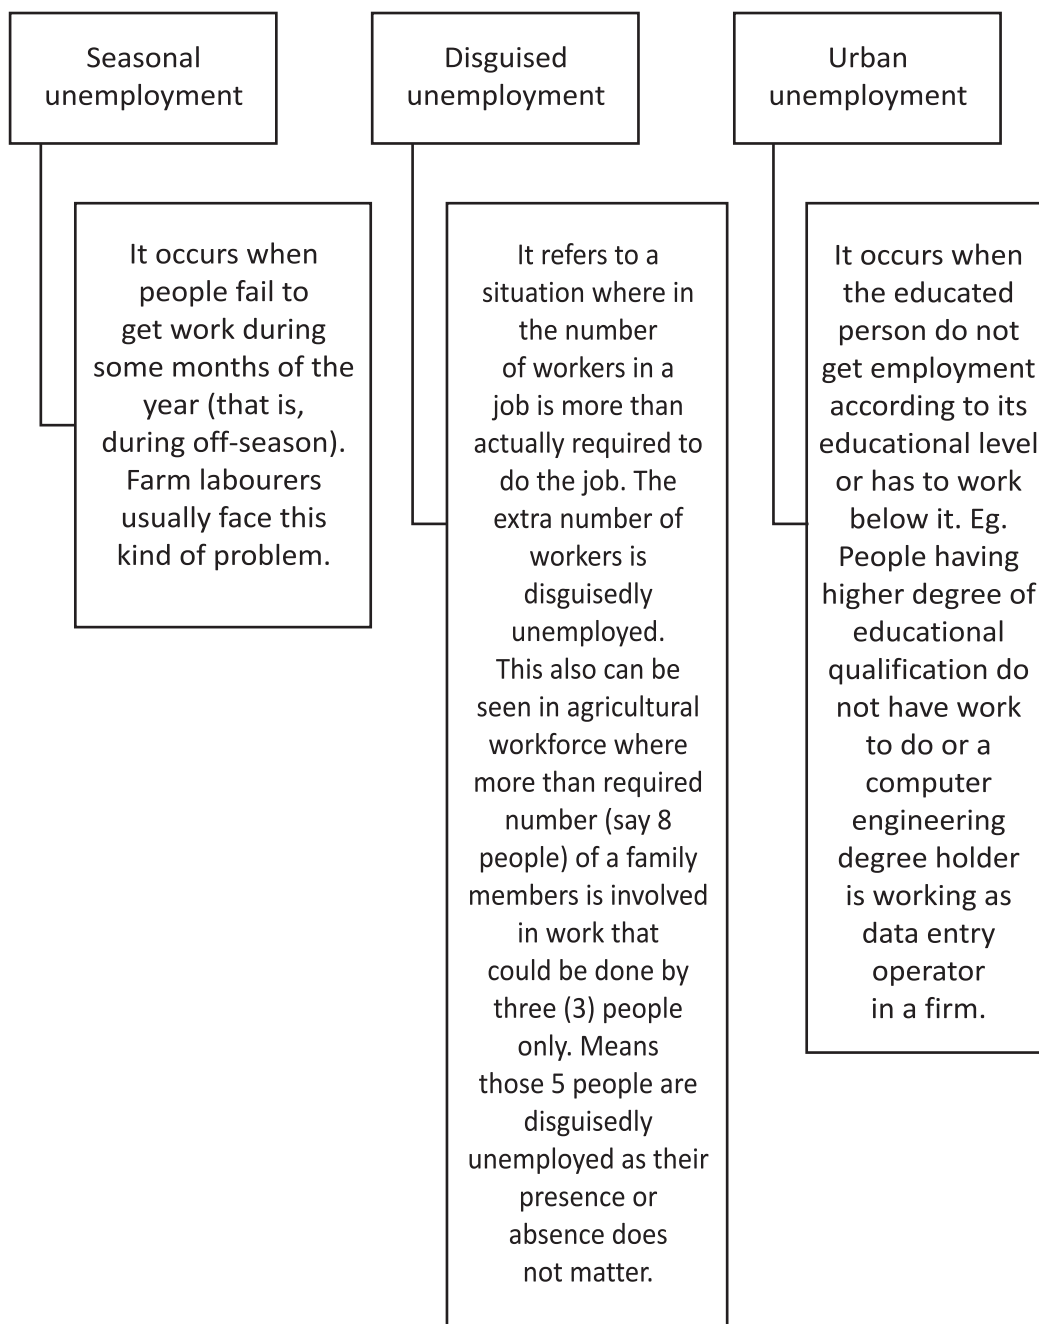 Seasonal
unemployment
It occurs when
people fail to
get work during
some months of the
year (that is,
during off-season).
Farm labourers
usually face this
kind of problem.
Disguised
unemployment
It refers to a
situation where in
the number
of workers in a
job is more than
actually required to
do the job. The
extra number of
workers is
disguisedly
unemployed.
This also can be
seen in agricultural
workforce where
more than required
number (say 8
people) of a family
members is involved
in work that
could be done by
three (3) people
only. Means
those 5 people are
disguisedly
unemployed as their
presence or
absence does
not matter.
Urban
unemployment
It occurs when
the educated
person do not
get employment
according to its
educational level
or has to work
below it. Eg.
People having
higher degree of
educational
qualification do
not have work
to do or a
computer
engineering
degree holder
is working as
data entry
operator
in a firm.